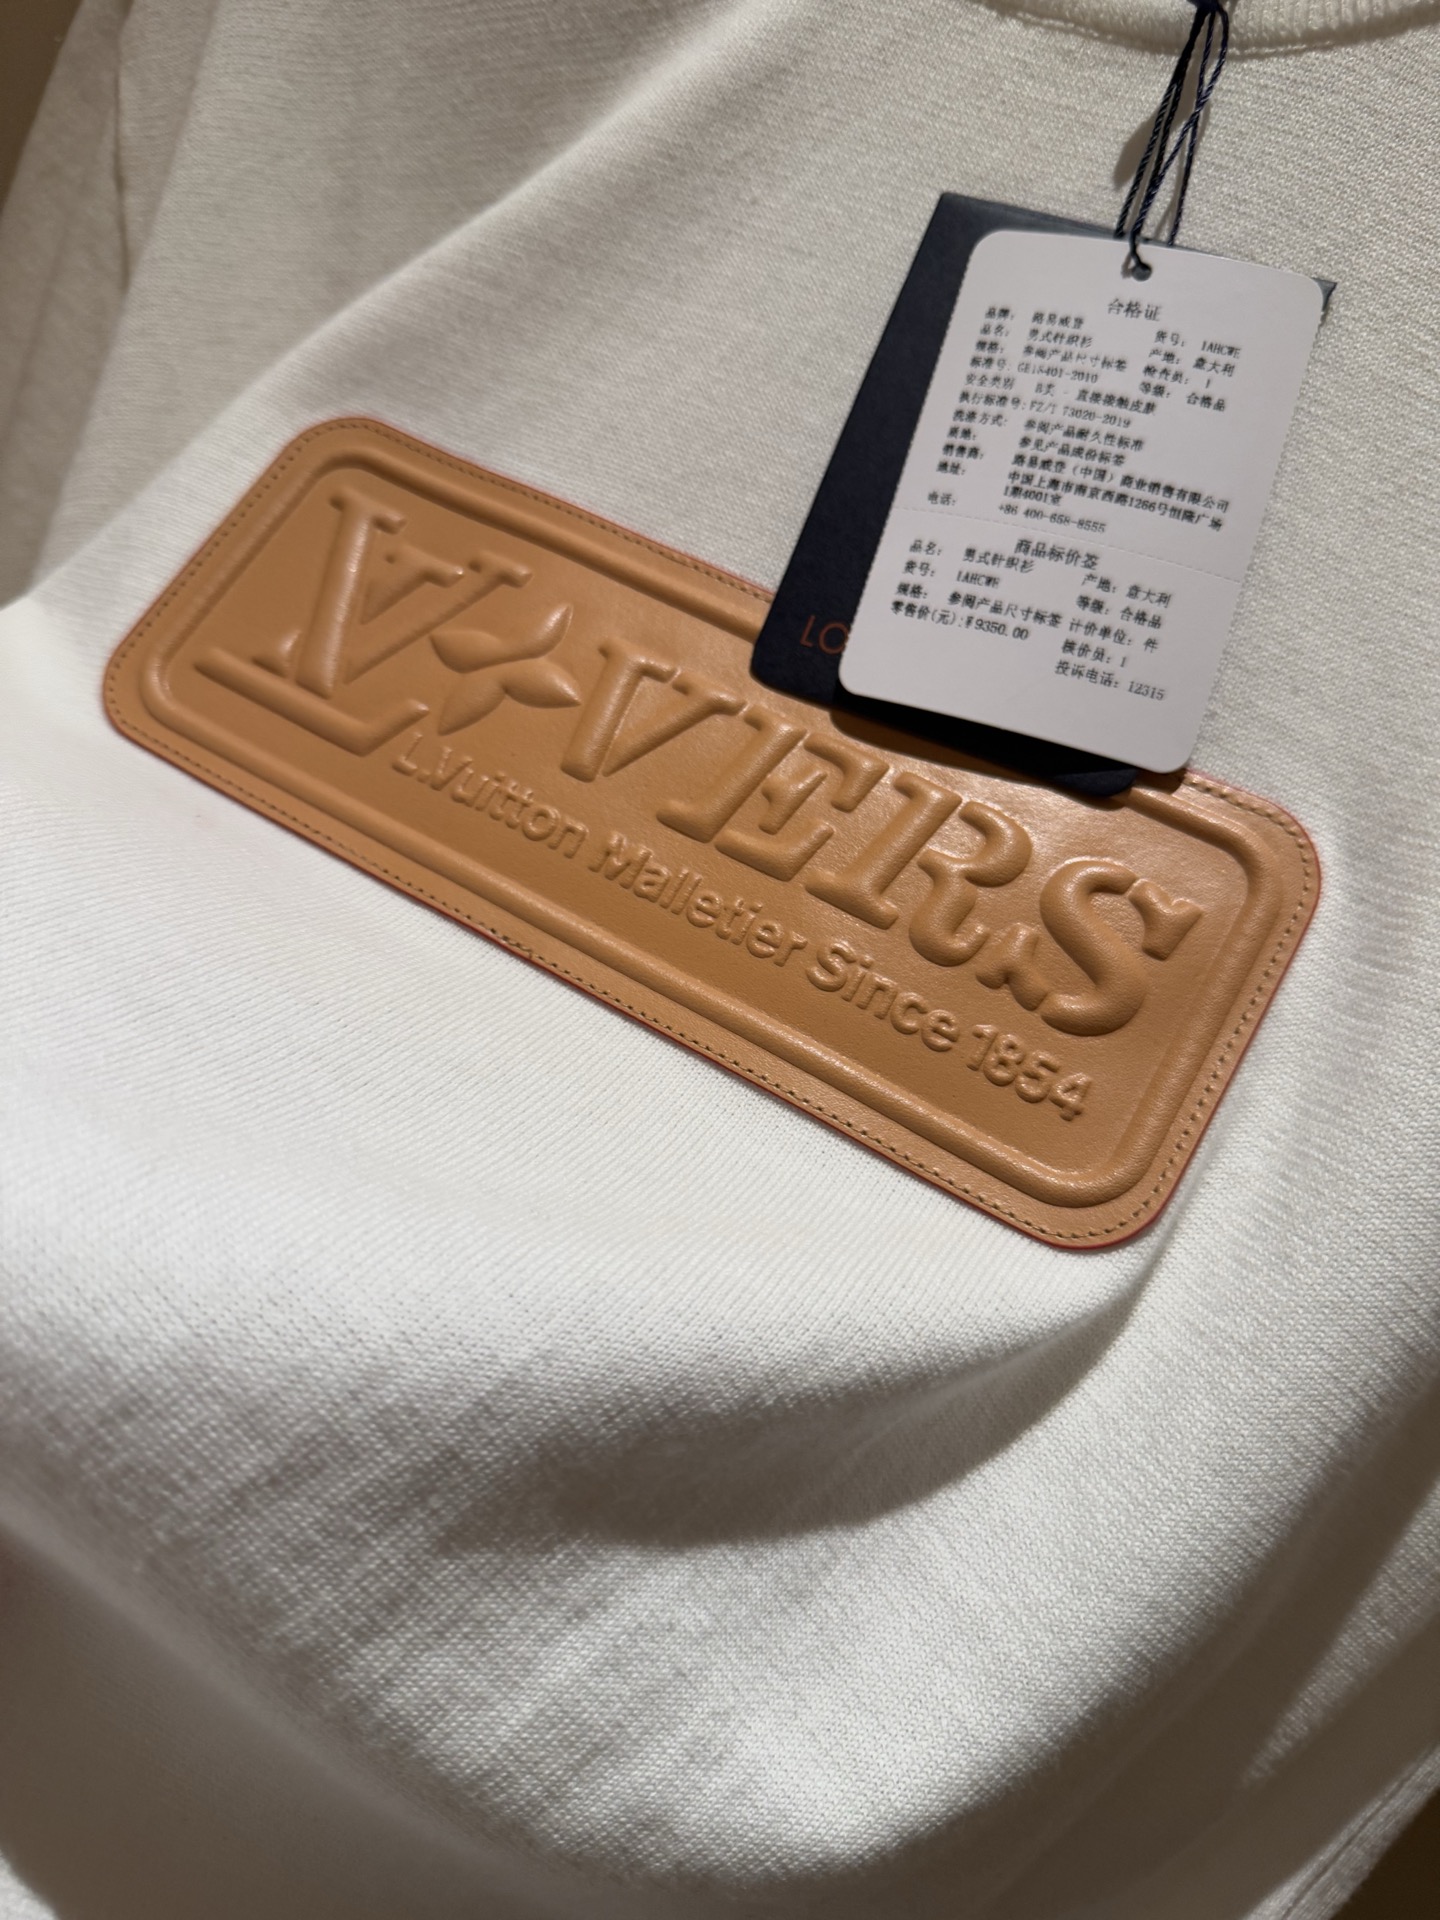 合格证
品牌： 路易威登 货号： 1AHCWE
品名： 男式针织衫 产地： 意大利
规格： 参阅产品尺寸标签 检查员： 1
标准号： GB18401-2010 等级： 合格品
安全类别 B类 - 直接接触皮肤
执行标准号：FZ/T 73020-2019
洗涤方式： 参阅产品耐久性标签
质地： 参见产品成份标签
销售商： 路易威登（中国）商业销售有限公司
地址： 中国上海市南京西路1266号恒隆广场
1期4001室
电话： +86 400-658-8555
商品标价签
品名： 男式针织衫 产地： 意大利
货号： 1AHCWE 等级： 合格品
规格： 参阅产品尺寸标签 计价单位： 件
零售价(元):￥9350.00 核价员：1
投诉电话：12315
LO
LV VERS
L.Vuitton Malletier Since 1854